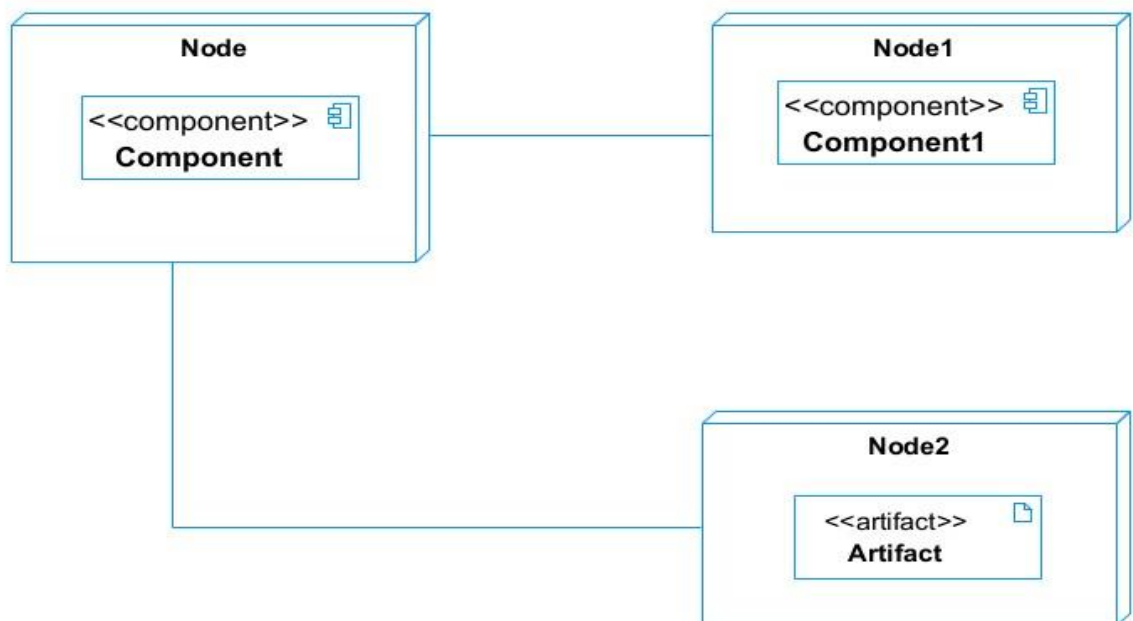 Node
<<component>>
Component
Node1
<<component>>
Component1
Node2
<<artifact>>
Artifact